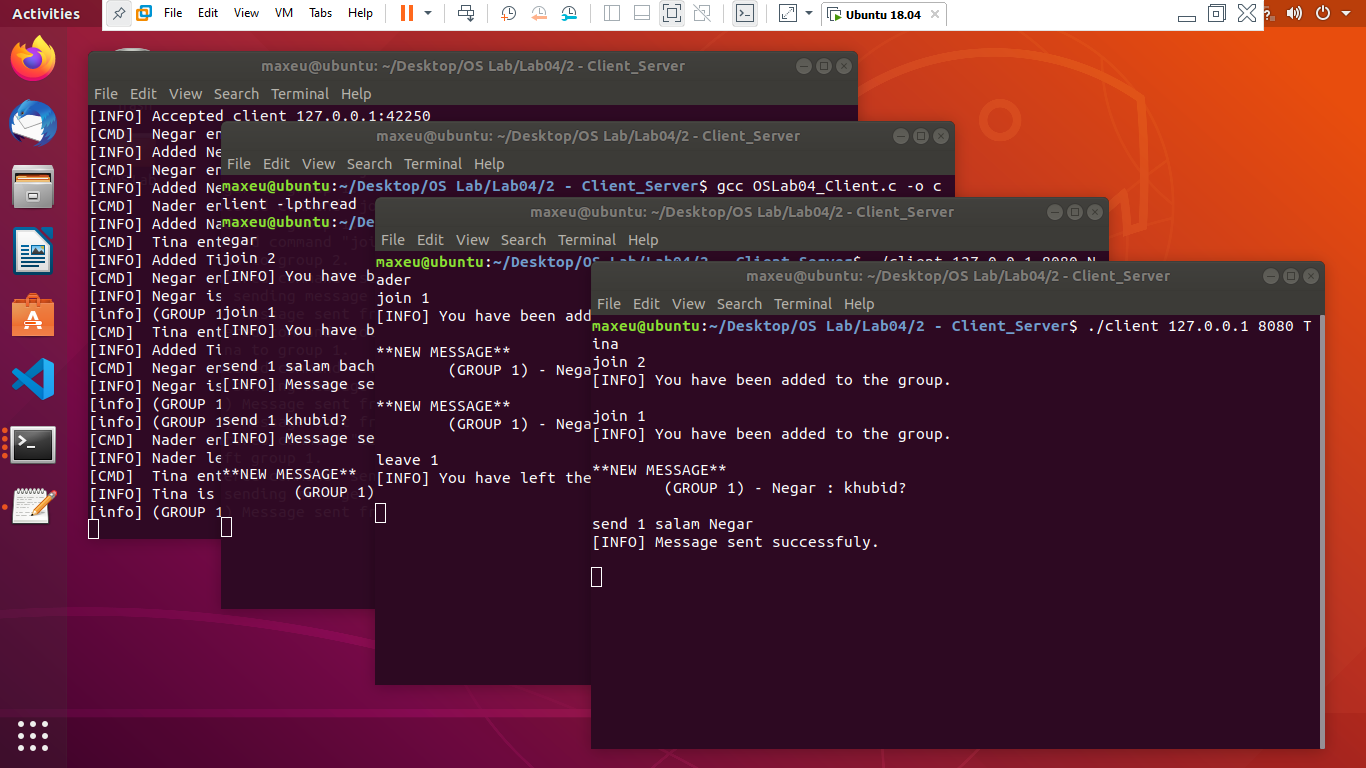 Activities
File Edit View VM Tabs Help
Ubuntu 18.04
maxeu@ubuntu: ~/Desktop/OS Lab/Lab04/2 - Client_Server
File Edit View Search Terminal Help
[INFO] Accepted client 127.0.0.1:42250
[CMD] Negar en
[INFO] Added Ne
[CMD] Negar en
[INFO] Added Ne
[CMD] Nader en
[INFO] Added Na
[CMD] Tina ent
[INFO] Added Ti
[CMD] Negar en
[INFO] Negar is
[info] (GROUP 1
[CMD] Tina ent
[INFO] Added Ti
[CMD] Negar en
[INFO] Negar is
[info] (GROUP 1
[info] (GROUP 1
[CMD] Nader en
[INFO] Nader le
[CMD] Tina ent
[INFO] Tina is
[info] (GROUP 1
maxeu@ubuntu: ~/Desktop/OS Lab/Lab04/2 - Client_Server
File Edit View Search Terminal Help
maxeu@ubuntu:~/Desktop/OS Lab/Lab04/2 - Client_Server$ gcc OSLab04_Client.c -o c
lient -lpthread
maxeu@ubuntu:~/De
egar
join 2
[INFO] You have b
join 1
[INFO] You have b
send 1 salam bach
[INFO] Message se
send 1 khubid?
[INFO] Message se
**NEW MESSAGE**
(GROUP 1)
maxeu@ubuntu: ~/Desktop/OS Lab/Lab04/2 - Client_Server
File Edit View Search Terminal Help
maxeu@ubuntu:~/Desktop/OS Lab/Lab04/2 - Client_Server$ ./client 127.0.0.1 8080 N
ader
join 1
[INFO] You have been add
**NEW MESSAGE**
(GROUP 1) - Nega
**NEW MESSAGE**
(GROUP 1) - Nega
leave 1
[INFO] You have left the
maxeu@ubuntu: ~/Desktop/OS Lab/Lab04/2 - Client_Server
File Edit View Search Terminal Help
maxeu@ubuntu:~/Desktop/OS Lab/Lab04/2 - Client_Server$ ./client 127.0.0.1 8080 T
ina
join 2
[INFO] You have been added to the group.
join 1
[INFO] You have been added to the group.
**NEW MESSAGE**
(GROUP 1) - Negar : khubid?
send 1 salam Negar
[INFO] Message sent successfuly.